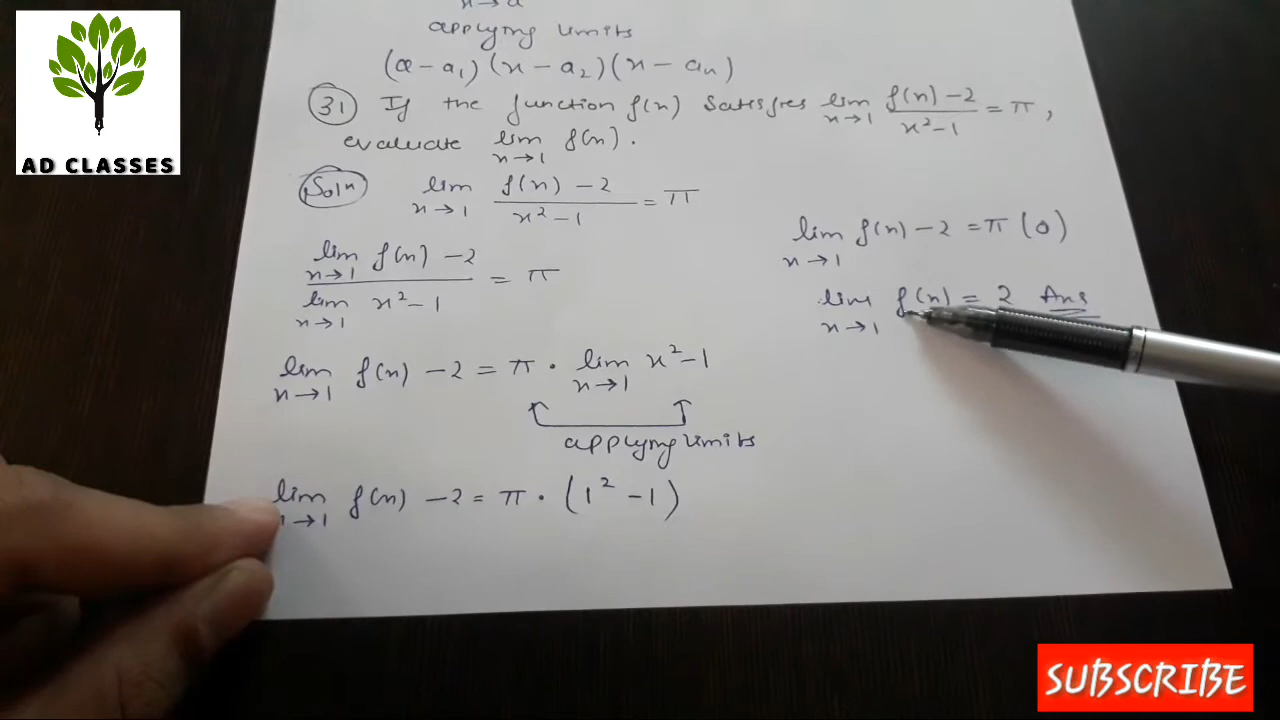 AD CLASSES
x→a
applying limits
(a-a₁) (x-a₂) (x-aₙ)
31 If the function f(x) satisfies lim x→1 f(x)-2 / x²-1 = π,
evaluate lim x→1 f(x).
Solⁿ lim x→1 f(x)-2 / x²-1 = π
lim x→1 f(x)-2 / lim x→1 x²-1 = π
lim x→1 f(x)-2 = π · lim x→1 x²-1
applying limits
lim x→1 f(x)-2 = π · (1²-1)
lim x→1 f(x)-2 = π(0)
lim x→1 f(x) = 2 Ans
SUBSCRIBE